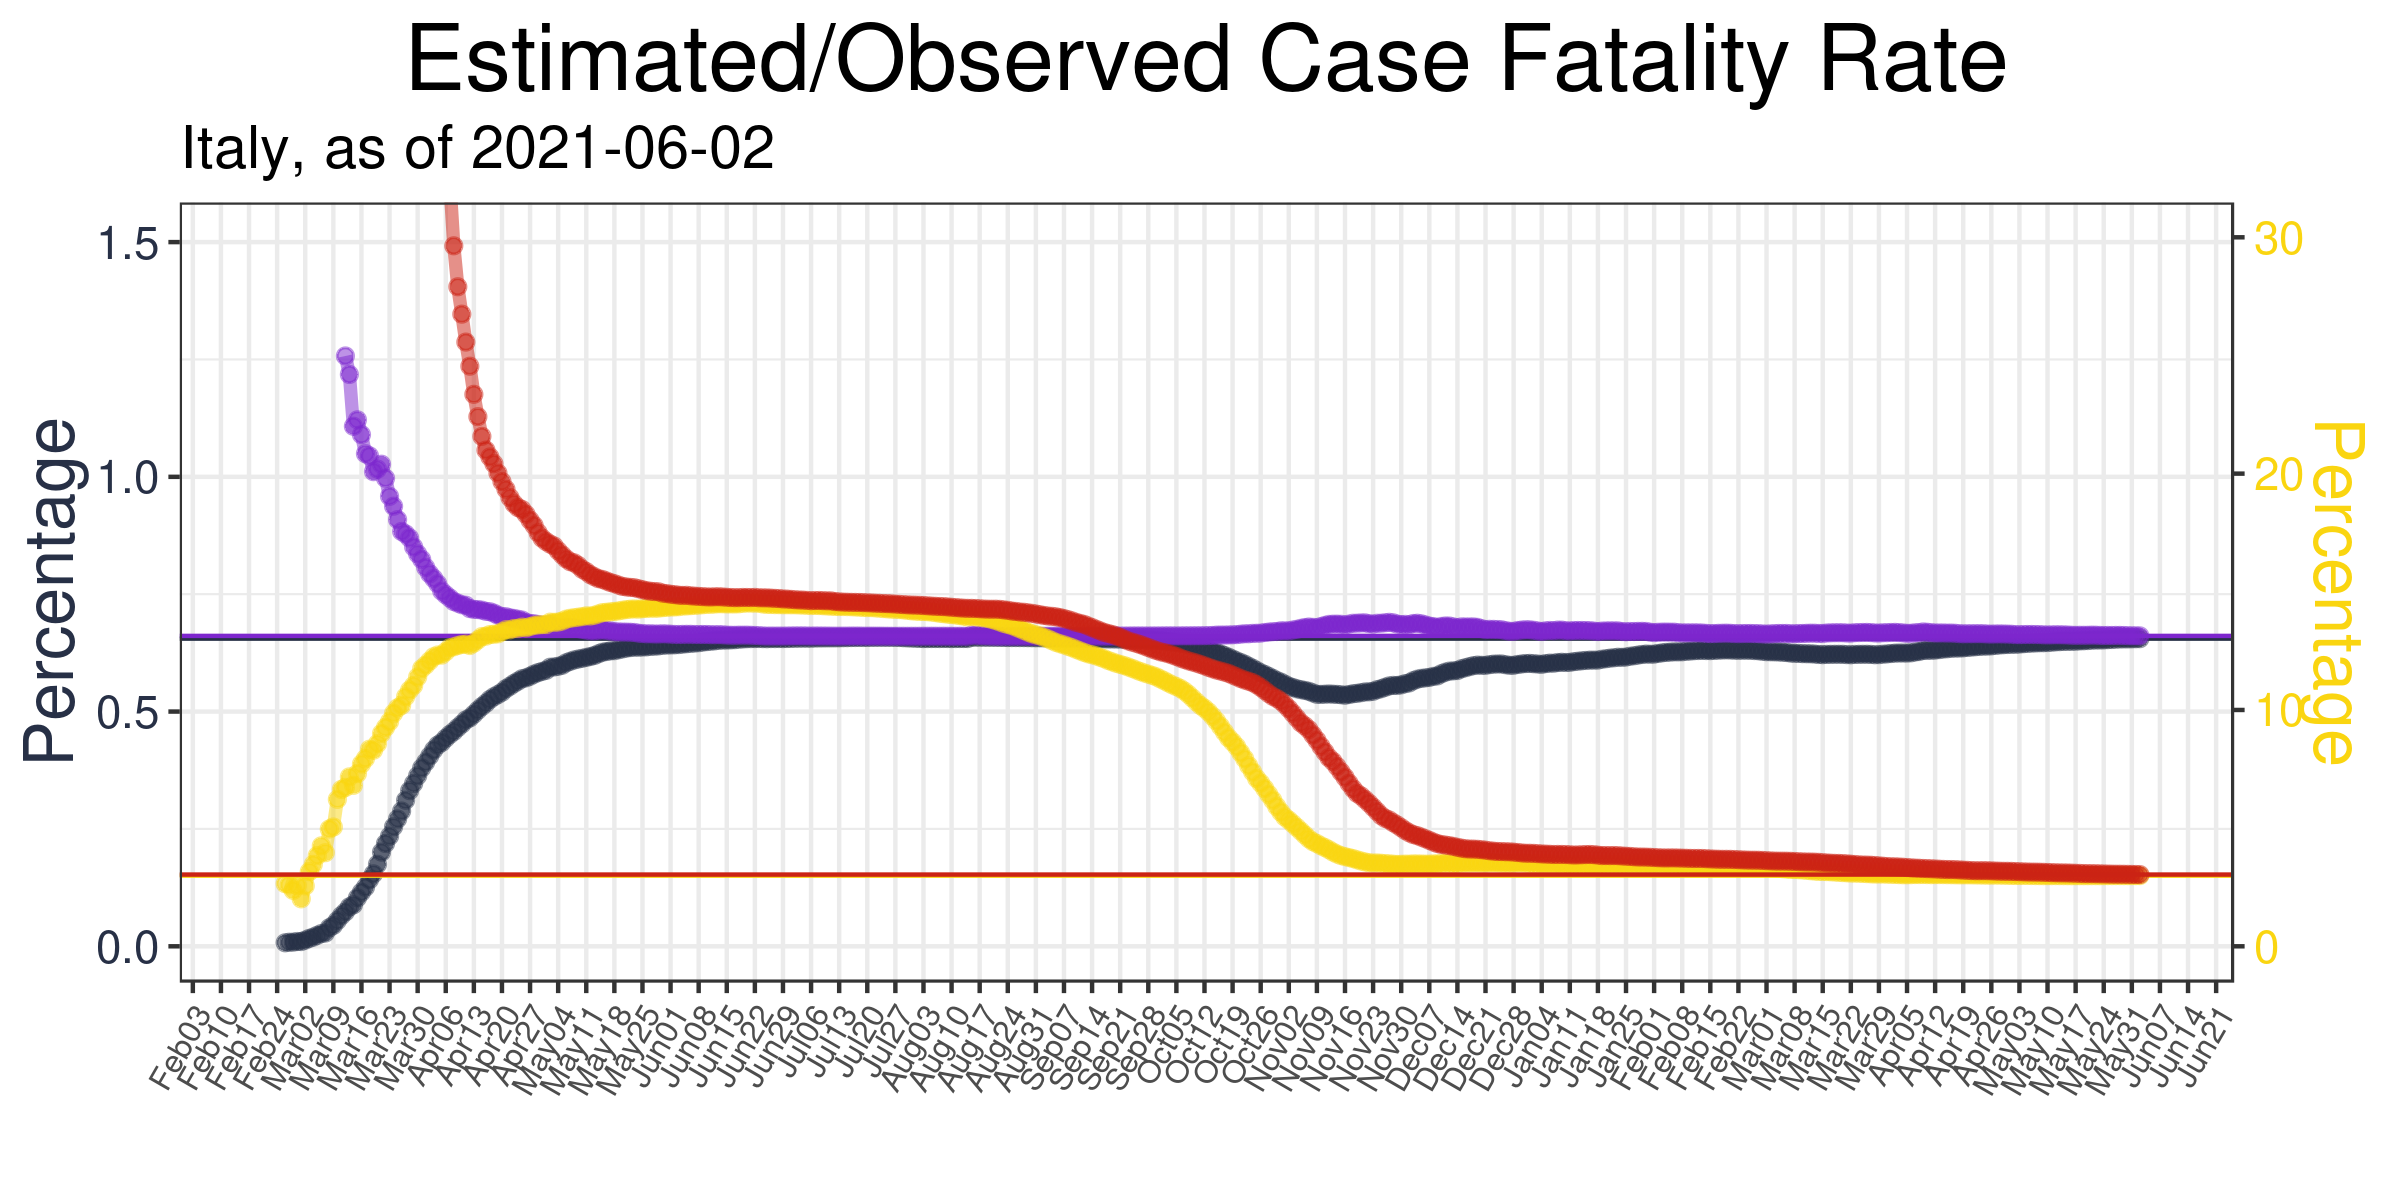 Estimated/Observed Case Fatality Rate
Italy, as of 2021-06-02
Percentage
1.5
1.0
0.5
0.0
30
20
10
0
Percentage
Feb03
Feb10
Feb17
Feb24
Mar02
Mar09
Mar16
Mar23
Mar30
Apr06
Apr13
Apr20
Apr27
May04
May11
May18
May25
Jun01
Jun08
Jun15
Jun22
Jun29
Jul06
Jul13
Jul20
Jul27
Aug03
Aug10
Aug17
Aug24
Aug31
Sep07
Sep14
Sep21
Sep28
Oct05
Oct12
Oct19
Oct26
Nov02
Nov09
Nov16
Nov23
Nov30
Dec07
Dec14
Dec21
Dec28
Jan04
Jan11
Jan18
Jan25
Feb01
Feb08
Feb15
Feb22
Mar01
Mar08
Mar15
Mar22
Mar29
Apr05
Apr12
Apr19
Apr26
May03
May10
May17
May24
May31
Jun07
Jun14
Jun21